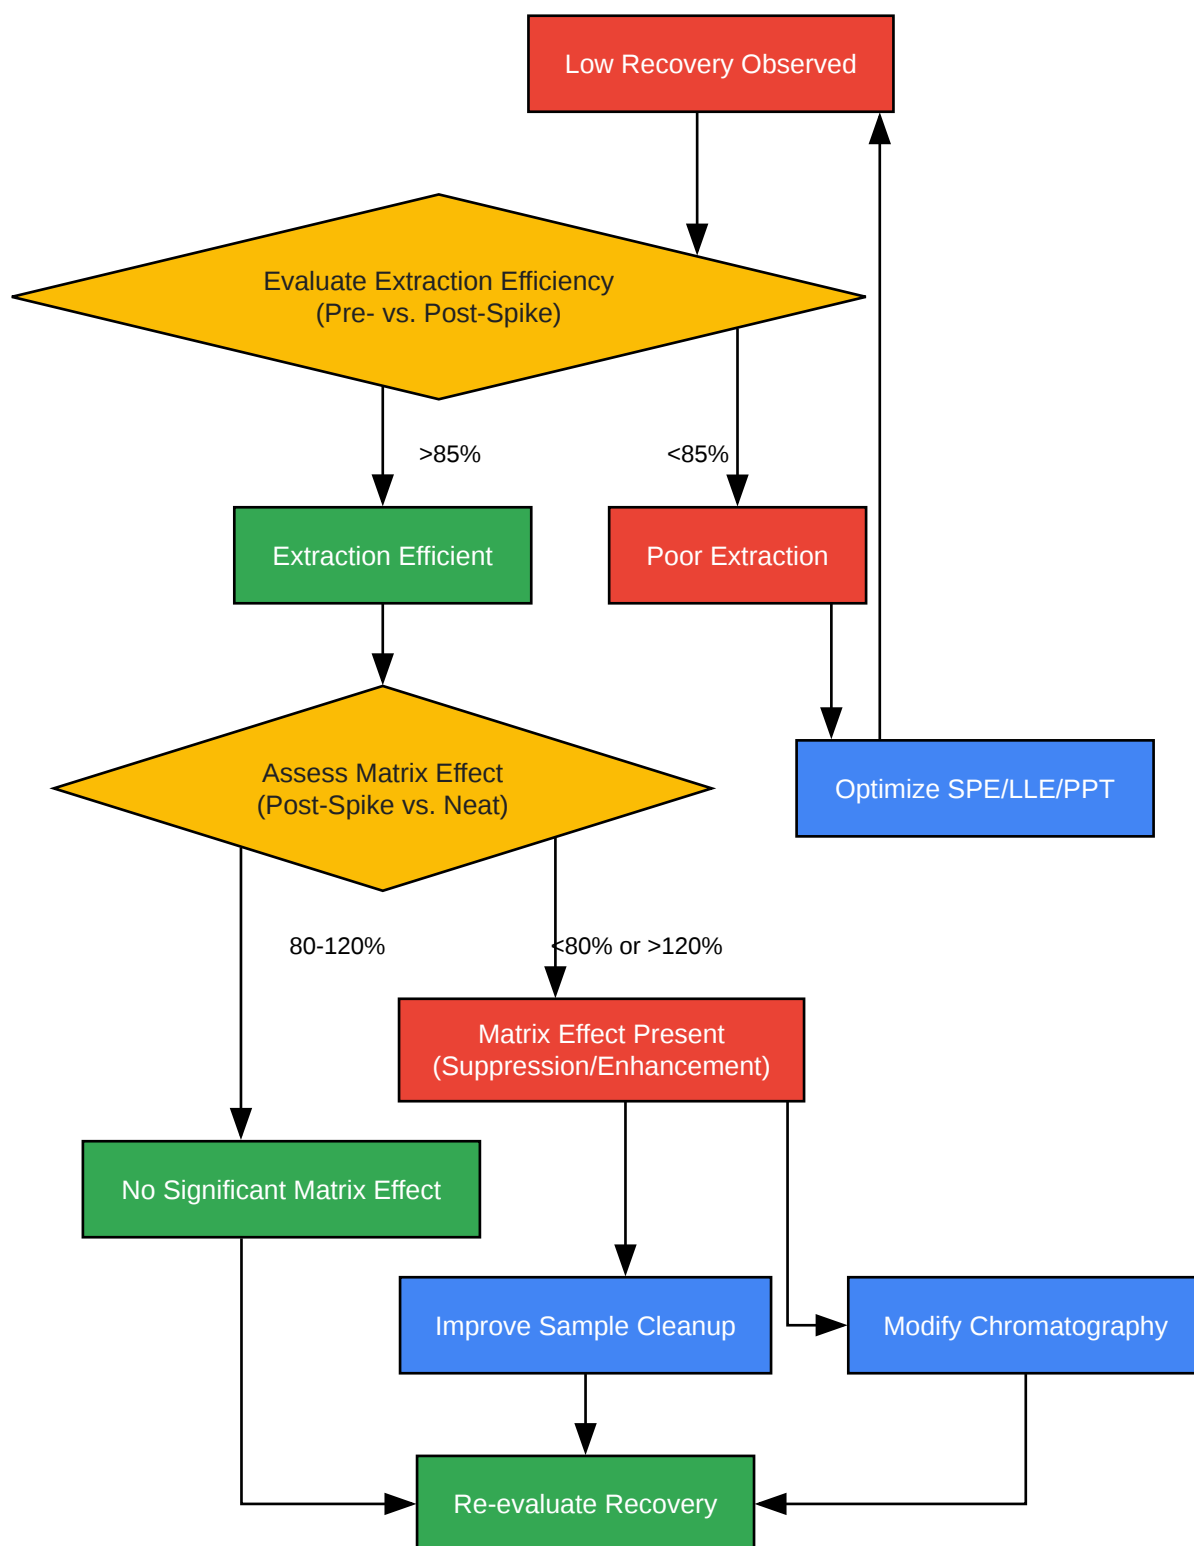 Low Recovery Observed
Evaluate Extraction Efficiency
(Pre- vs. Post-Spike)
>85%
<85%
Extraction Efficient
Poor Extraction
Assess Matrix Effect
(Post-Spike vs. Neat)
Optimize SPE/LLE/PPT
80-120%
<80% or >120%
Matrix Effect Present
(Suppression/Enhancement)
No Significant Matrix Effect
Improve Sample Cleanup
Modify Chromatography
Re-evaluate Recovery